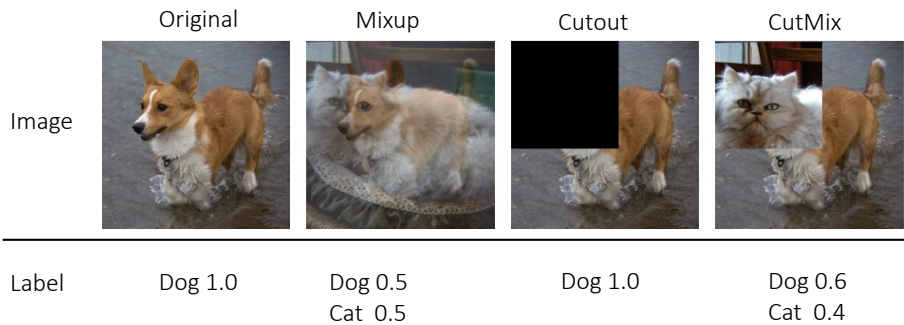 Original Mixup Cutout CutMix
Image
Label Dog 1.0 Dog 0.5 Dog 1.0 Dog 0.6
Cat 0.5 Cat 0.4